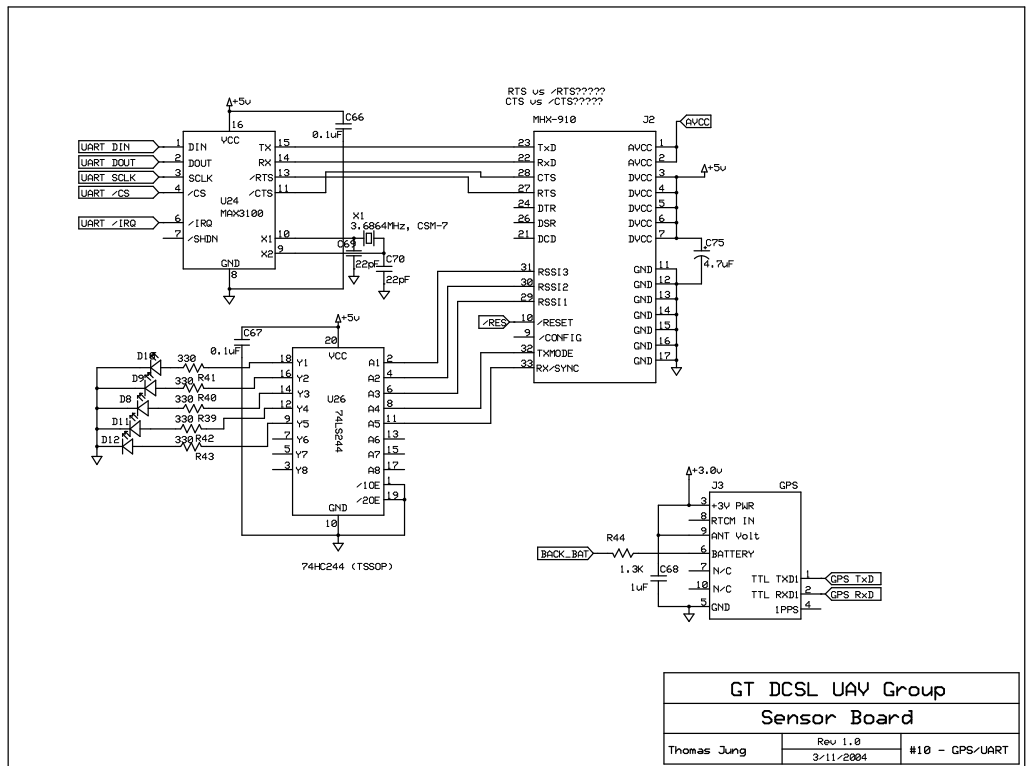 RTS vs /RTS?????
CTS vs /CTS?????
MHX-910 J2
+5v
C66
0.1uF
AVCC
UART DIN
UART DOUT
UART SCLK
UART /CS
UART /IRQ
1 DIN
2 DOUT
3 SCLK
4 /CS
6 /IRQ
7 /SHDN
16
VCC
U24
MAX3100
GND
8
TX 15
RX 14
/RTS 13
/CTS 11
X1 10
X2 9
X1
3.6864MHz, CSM-7
C69
22pF
C70
22pF
23 TxD
22 RxD
28 CTS
27 RTS
24 DTR
26 DSR
21 DCD
31 RSSI3
30 RSSI2
29 RSSI1
/RES
10 /RESET
9 /CONFIG
32 TXMODE
33 RX/SYNC
AVCC 1
AVCC 2
DVCC 3
DVCC 4
DVCC 5
DVCC 6
DVCC 7
GND 11
GND 12
GND 13
GND 14
GND 15
GND 16
GND 17
+5v
C75
4.7uF
+5v
C67
0.1uF
20
VCC
D10 330 R41
D9 330 R40
D8 330 R39
D11 330 R42
D12 330 R43
18 Y1
16 Y2
14 Y3
12 Y4
9 Y5
7 Y6
5 Y7
3 Y8
U26
74LS244
A1 2
A2 4
A3 6
A4 8
A5 11
A6 13
A7 15
A8 17
/1OE 1
/2OE 19
GND
10
74HC244 (TSSOP)
+3.0v
J3 GPS
3 +3V PWR
8 RTCM IN
9 ANT Volt
6 BATTERY
7 N/C
10 N/C
5 GND
TTL TXD1 1
TTL RXD1 2
1PPS 4
GPS TxD
GPS RxD
BACK_BAT
R44
1.3K
C68
1uF
GT DCSL UAV Group
Sensor Board
Thomas Jung
Rev 1.0
3/11/2004
#10 - GPS/UART